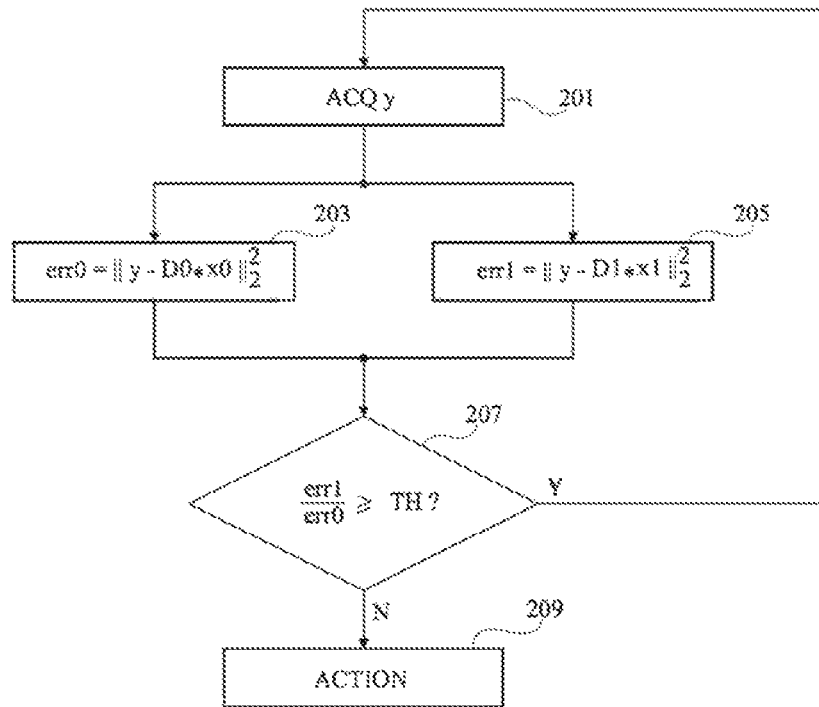 ACQ y
201
203
205
err0 = || y - D0*x0 ||²₂
err1 = || y - D1*x1 ||²₂
207
err1
err0 ⩾ TH ?
Y
N
209
ACTION